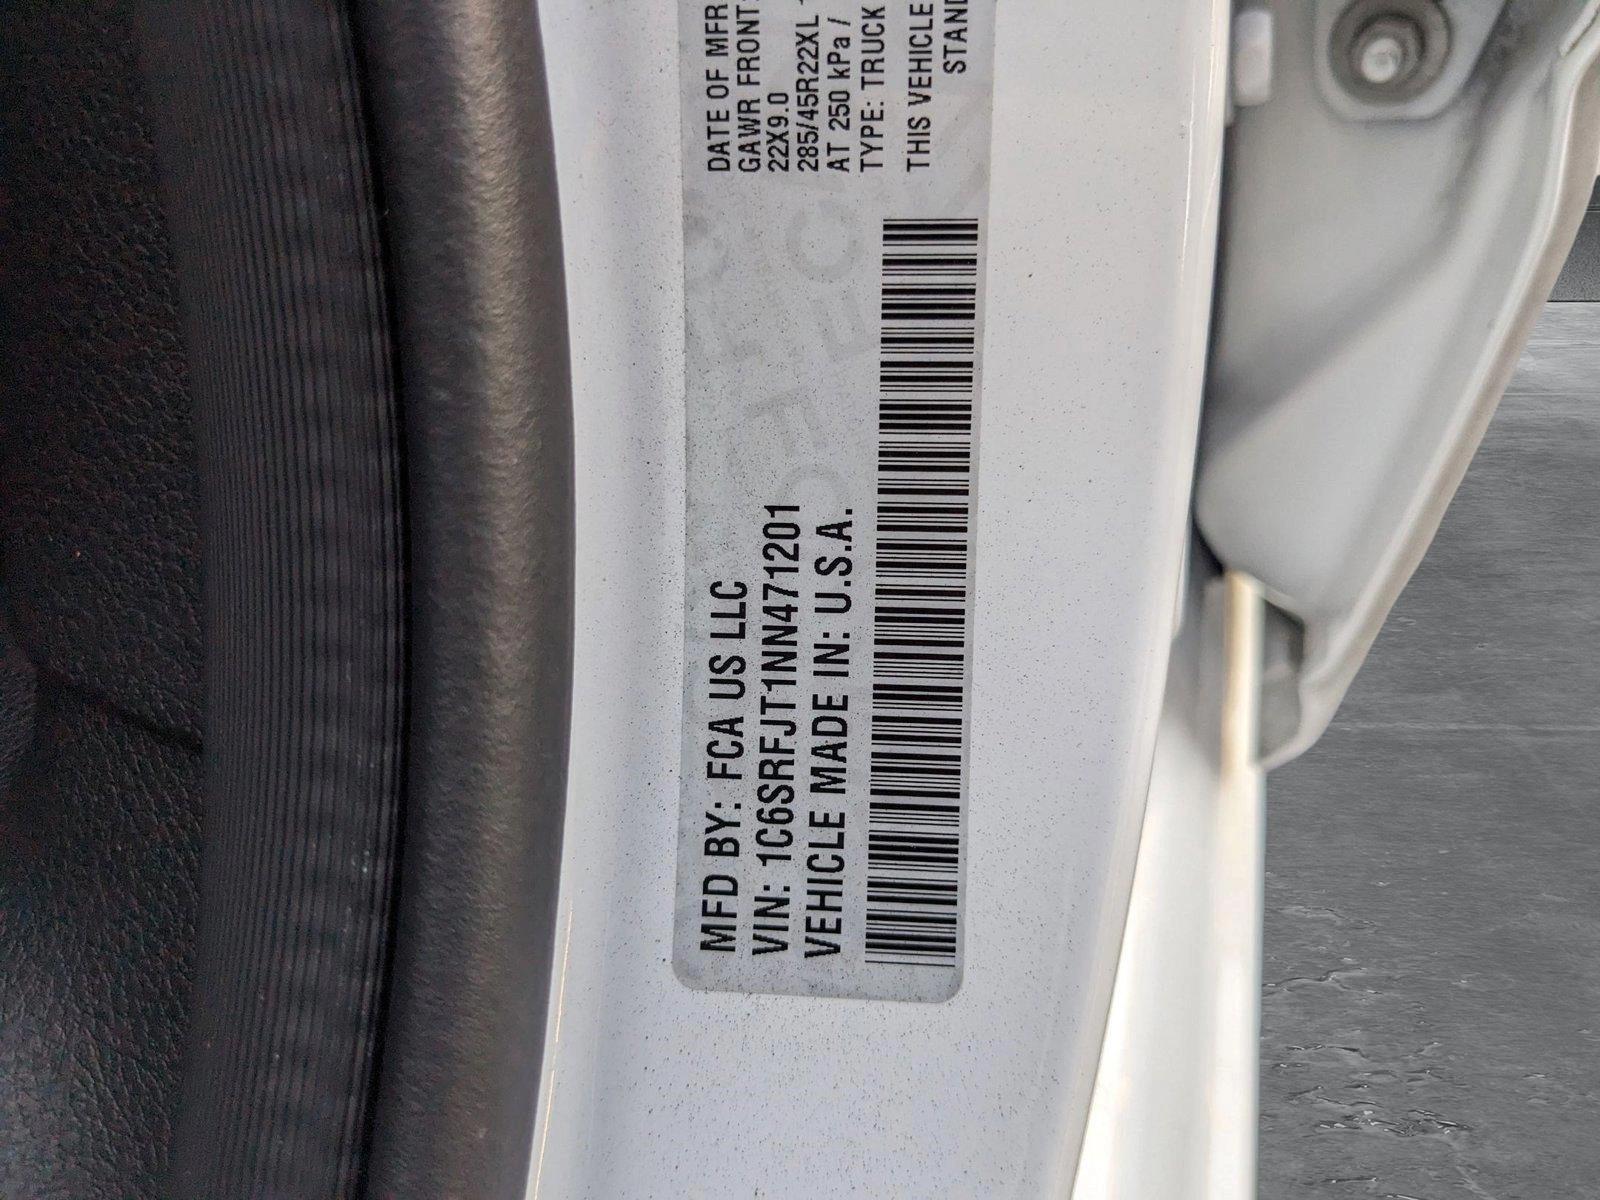 MFD BY: FCA US LLC
VIN: 1C6SRFJT1NN471201
VEHICLE MADE IN: U.S.A.
DATE OF MFR
GAWR FRONT:
22X9.0
285/45R22XL
AT 250 kPa /
TYPE: TRUCK
THIS VEHICLE
STAND